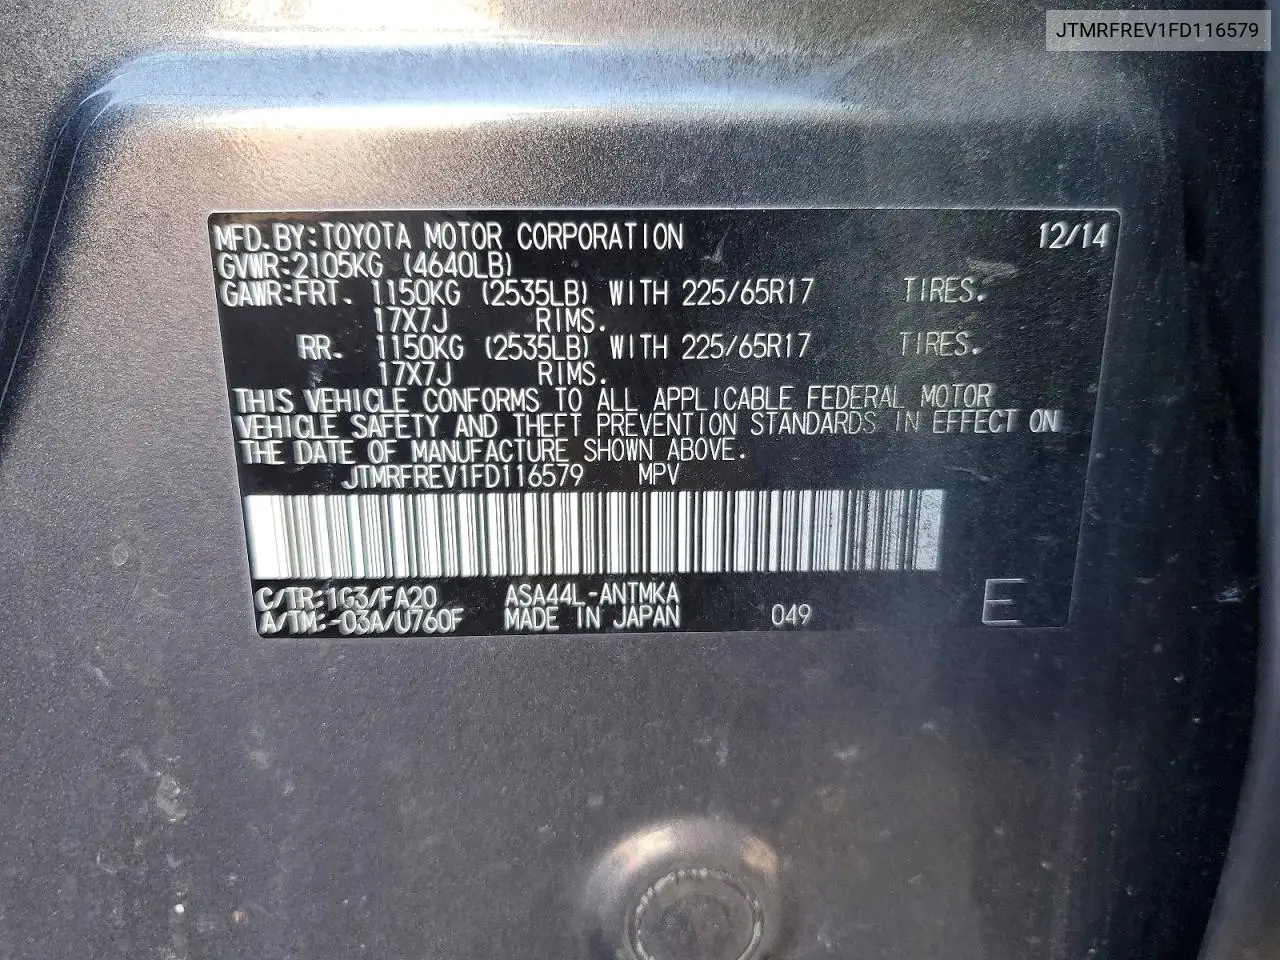 JTMRFREV1FD116579
MFD. BY: TOYOTA MOTOR CORPORATION 12/14
GVWR: 2105KG (4640LB)
GAWR: FRT. 1150KG (2535LB) WITH 225/65R17 TIRES.
17X7J RIMS.
RR. 1150KG (2535LB) WITH 225/65R17 TIRES.
17X7J RIMS.
THIS VEHICLE CONFORMS TO ALL APPLICABLE FEDERAL MOTOR
VEHICLE SAFETY AND THEFT PREVENTION STANDARDS IN EFFECT ON
THE DATE OF MANUFACTURE SHOWN ABOVE.
JTMRFREV1FD116579 MPV
C/TR: 1G3/FA20 ASA44L-ANTMKA
A/TM: -03A/U760F MADE IN JAPAN 049 E